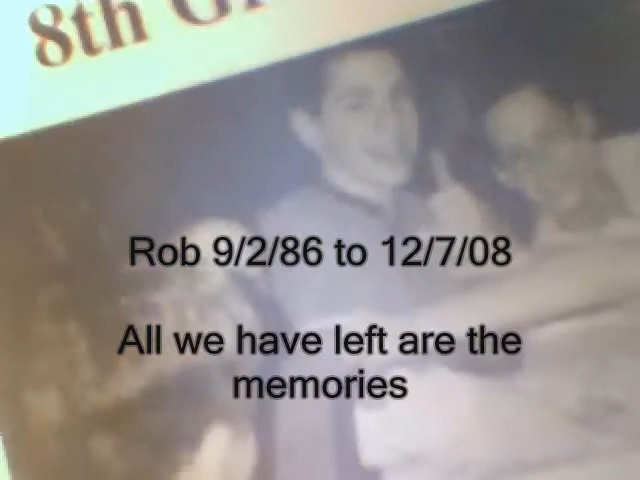 8th
Rob 9/2/86 to 12/7/08
All we have left are the
memories